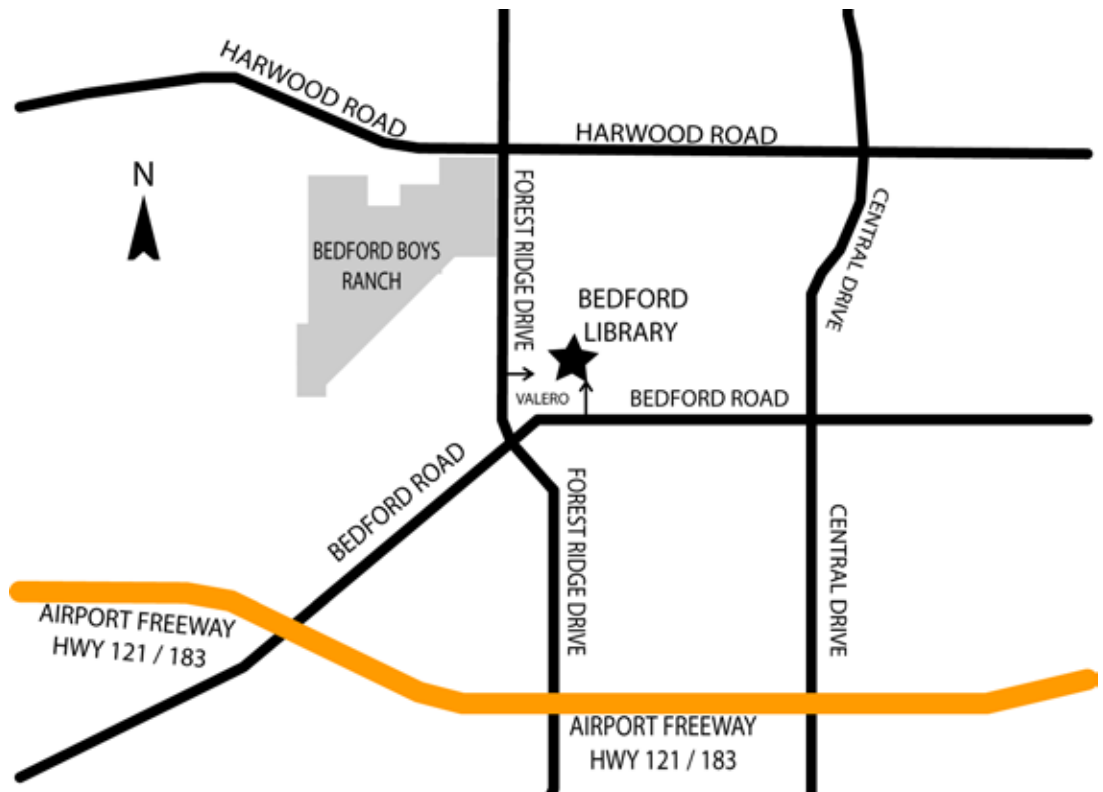 HARWOOD ROAD
HARWOOD ROAD
N
FOREST RIDGE DRIVE
CENTRAL DRIVE
BEDFORD BOYS
RANCH
BEDFORD
LIBRARY
VALERO
BEDFORD ROAD
BEDFORD ROAD
FOREST RIDGE DRIVE
CENTRAL DRIVE
AIRPORT FREEWAY
HWY 121 / 183
AIRPORT FREEWAY
HWY 121 / 183